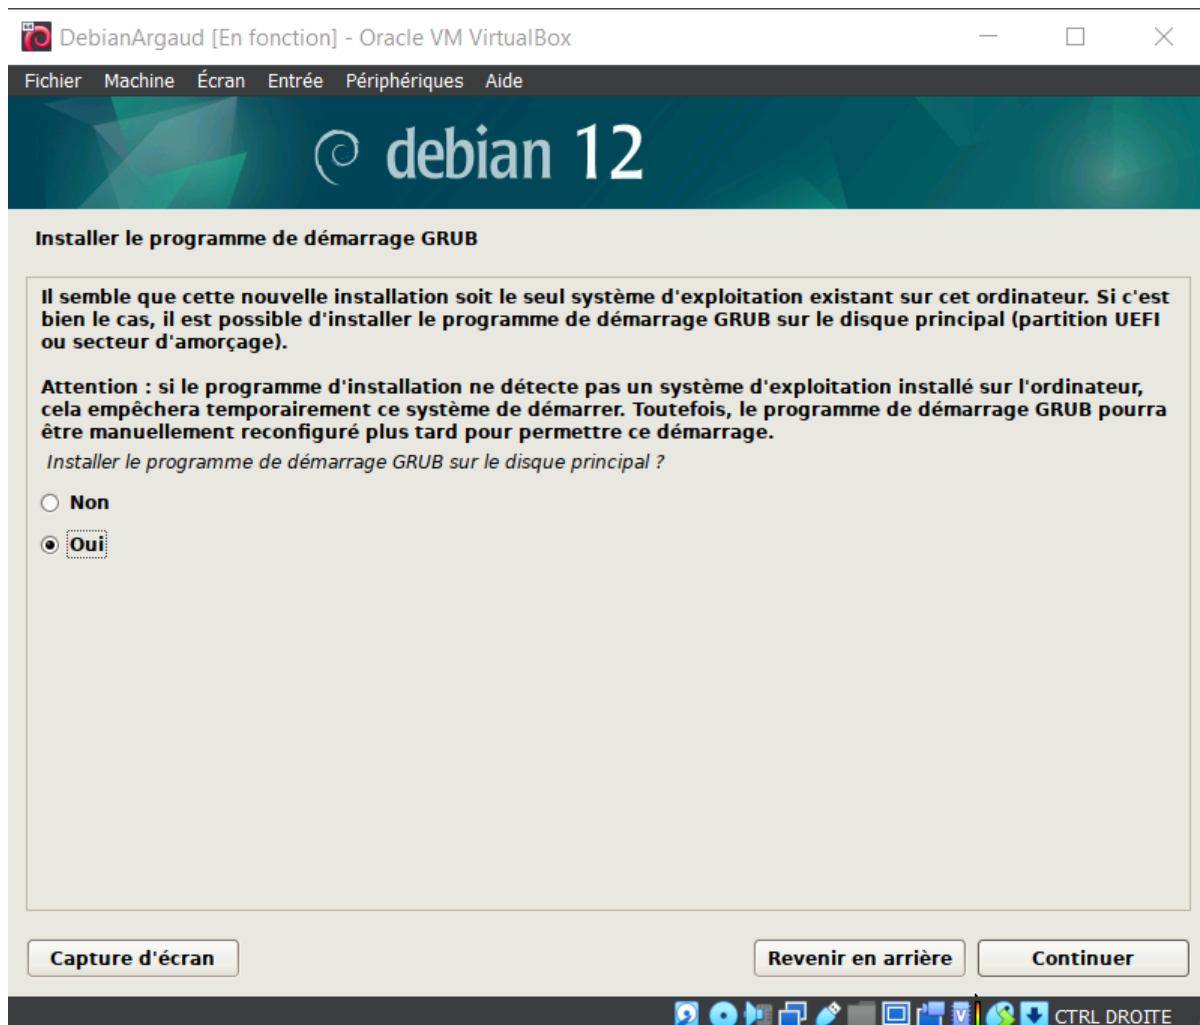 DebianArgaud [En fonction] - Oracle VM VirtualBox
Fichier Machine Écran Entrée Périphériques Aide
debian 12
Installer le programme de démarrage GRUB
Il semble que cette nouvelle installation soit le seul système d'exploitation existant sur cet ordinateur. Si c'est
bien le cas, il est possible d'installer le programme de démarrage GRUB sur le disque principal (partition UEFI
ou secteur d'amorçage).
Attention : si le programme d'installation ne détecte pas un système d'exploitation installé sur l'ordinateur,
cela empêchera temporairement ce système de démarrer. Toutefois, le programme de démarrage GRUB pourra
être manuellement reconfiguré plus tard pour permettre ce démarrage.
Installer le programme de démarrage GRUB sur le disque principal ?
Non
Oui
Capture d'écran Revenir en arrière Continuer
CTRL DROITE